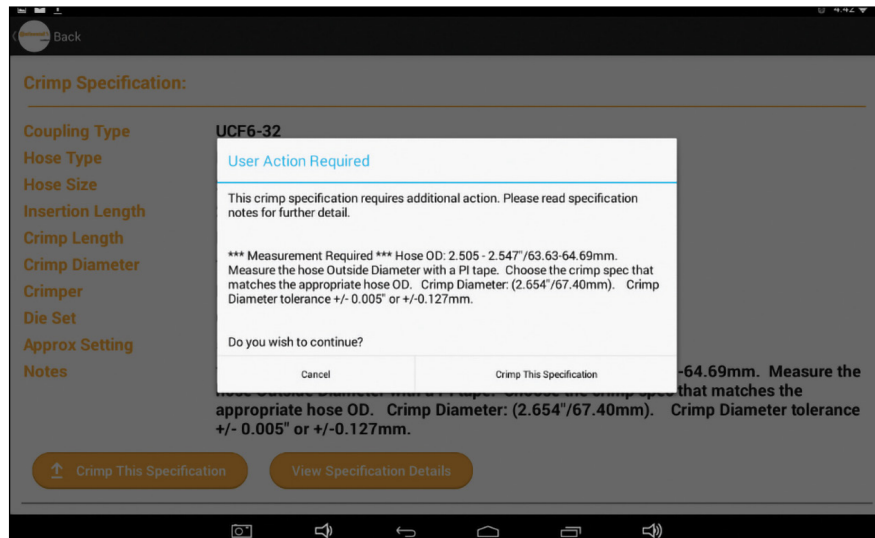 4:42
Back
Crimp Specification:
Coupling Type UCF6-32
Hose Type
Hose Size
Insertion Length
Crimp Length
Crimp Diameter
Crimper
Die Set
Approx Setting
Notes
-64.69mm. Measure the
that matches the
appropriate hose OD. Crimp Diameter: (2.654"/67.40mm). Crimp Diameter tolerance
+/- 0.005" or +/-0.127mm.
User Action Required
This crimp specification requires additional action. Please read specification
notes for further detail.
*** Measurement Required *** Hose OD: 2.505 - 2.547"/63.63-64.69mm.
Measure the hose Outside Diameter with a PI tape. Choose the crimp spec that
matches the appropriate hose OD. Crimp Diameter: (2.654"/67.40mm). Crimp
Diameter tolerance +/- 0.005" or +/-0.127mm.
Do you wish to continue?
Cancel Crimp This Specification
Crimp This Specification View Specification Details